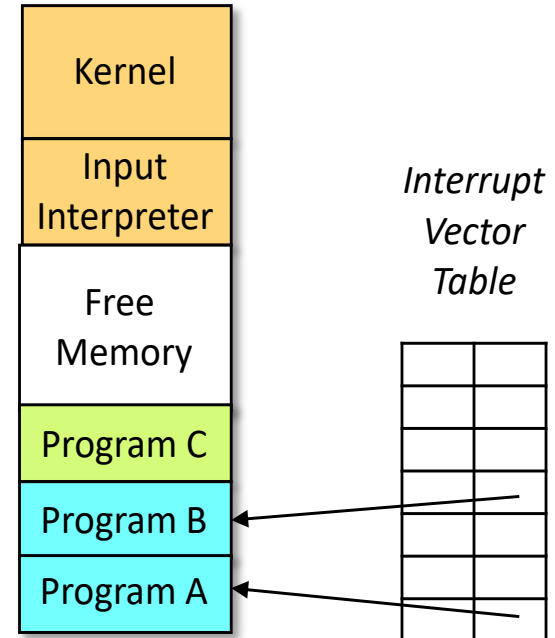 Kernel
Input
Interpreter
Free
Memory
Program C
Program B
Program A
Interrupt
Vector
Table